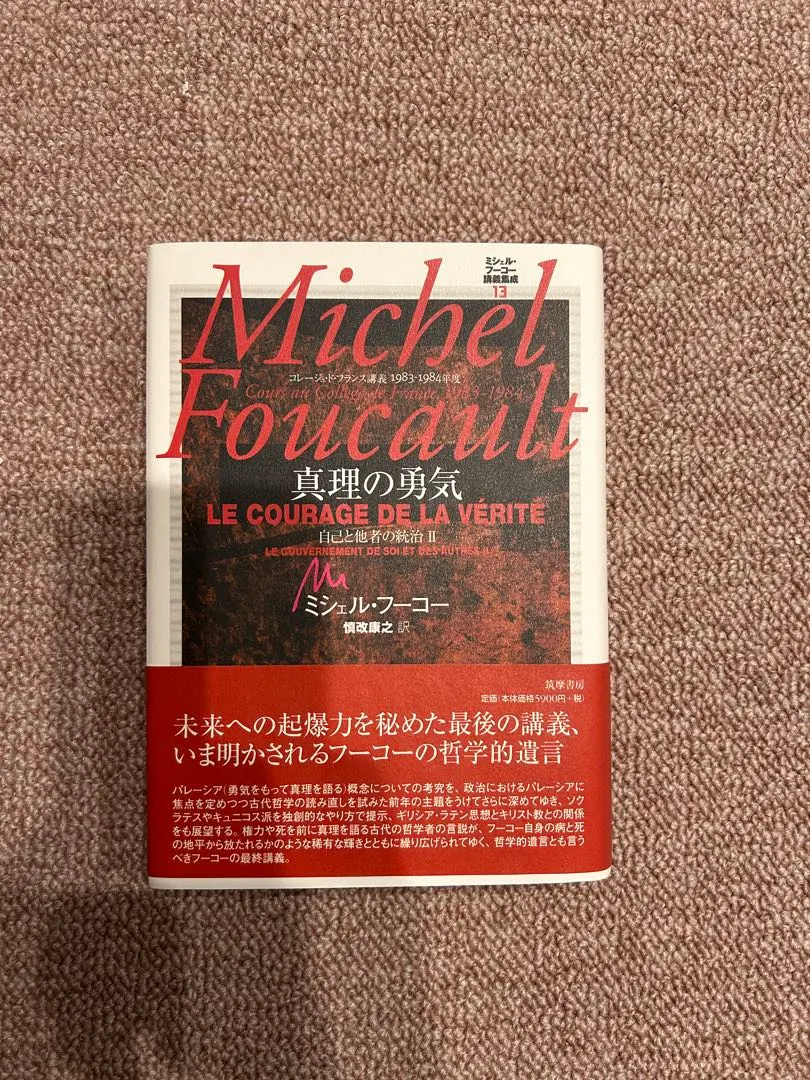 ミシェル・
フーコー
講義集成
13
Michel
コレージュ・ド・フランス講義 1983-1984年度
Cours au Collège de France, 1983-1984
Foucault
真理の勇気
LE COURAGE DE LA VÉRITÉ
自己と他者の統治 II
LE GOUVERNEMENT DE SOI ET DES AUTRES II
ミシェル・フーコー
慎改康之 訳
筑摩書房
定価(本体価格5900円+税)
未来への起爆力を秘めた最後の講義、
いま明かされるフーコーの哲学的遺言
パレーシア(勇気をもって真理を語る)概念についての考究を、政治におけるパレーシアに
焦点を定めつつ古代哲学の読み直しを試みた前年の主題をうけてさらに深めてゆき、ソク
ラテスやキュニコス派を独創的なやり方で提示、ギリシア・ラテン思想とキリスト教との関係
をも展望する。権力や死を前に真理を語る古代の哲学者の言説が、フーコー自身の病と死
の地平から放たれるかのような稀有な輝きとともに繰り広げられてゆく、哲学的遺言とも言う
べきフーコーの最終講義。